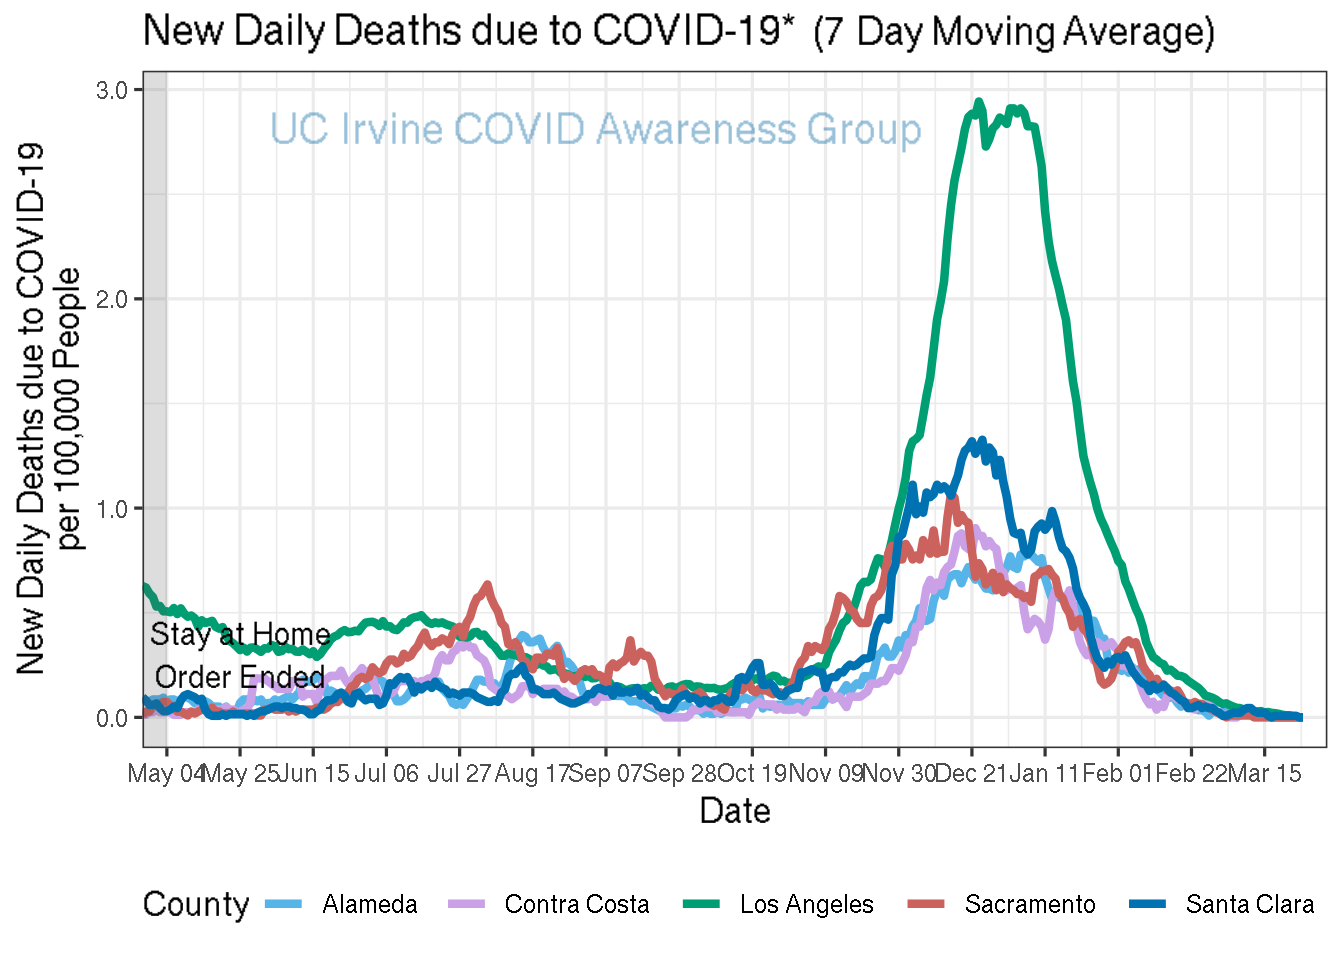 New Daily Deaths due to COVID-19* (7 Day Moving Average)
UC Irvine COVID Awareness Group
New Daily Deaths due to COVID-19
per 100,000 People
3.0
2.0
1.0
0.0
Stay at Home
Order Ended
May 04 May 25 Jun 15 Jul 06 Jul 27 Aug 17 Sep 07 Sep 28 Oct 19 Nov 09 Nov 30 Dec 21 Jan 11 Feb 01 Feb 22 Mar 15
Date
County Alameda Contra Costa Los Angeles Sacramento Santa Clara